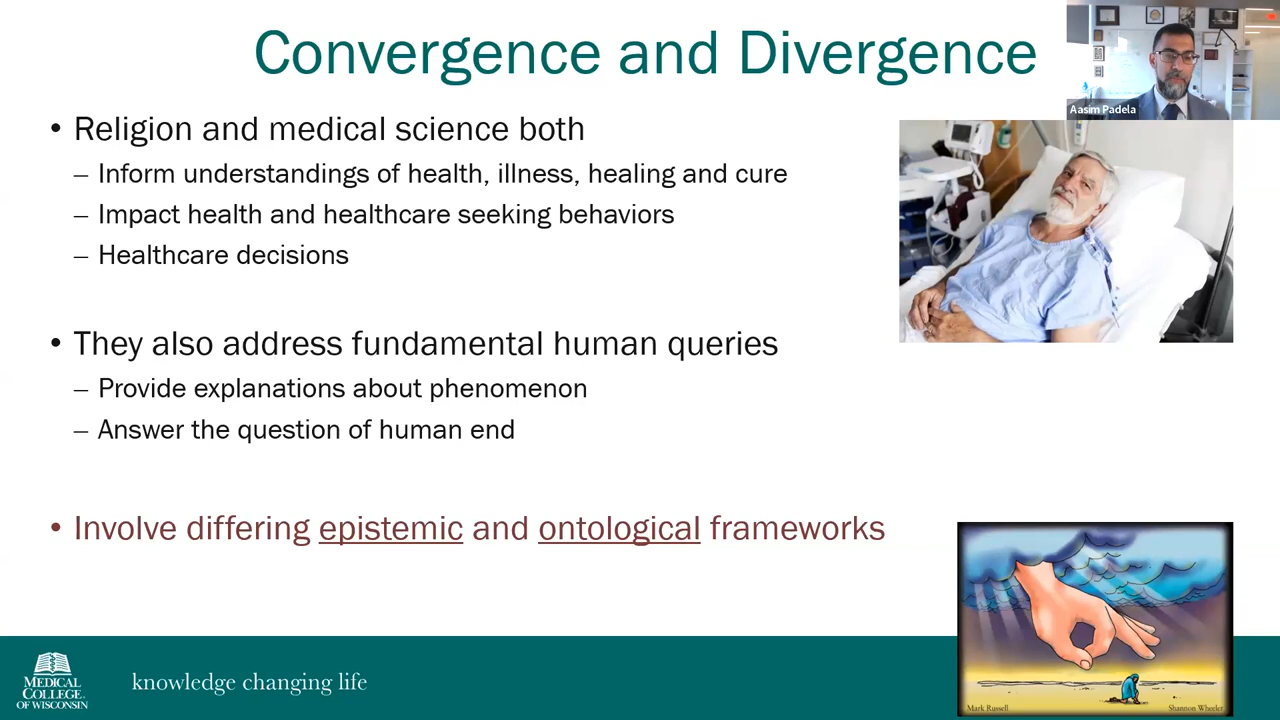 Convergence and Divergence
Aasim Padela
• Religion and medical science both
– Inform understandings of health, illness, healing and cure
– Impact health and healthcare seeking behaviors
– Healthcare decisions
• They also address fundamental human queries
– Provide explanations about phenomenon
– Answer the question of human end
• Involve differing epistemic and ontological frameworks
MEDICAL
COLLEGE
OF WISCONSIN
knowledge changing life
Mark Russell
Shannon Wheeler